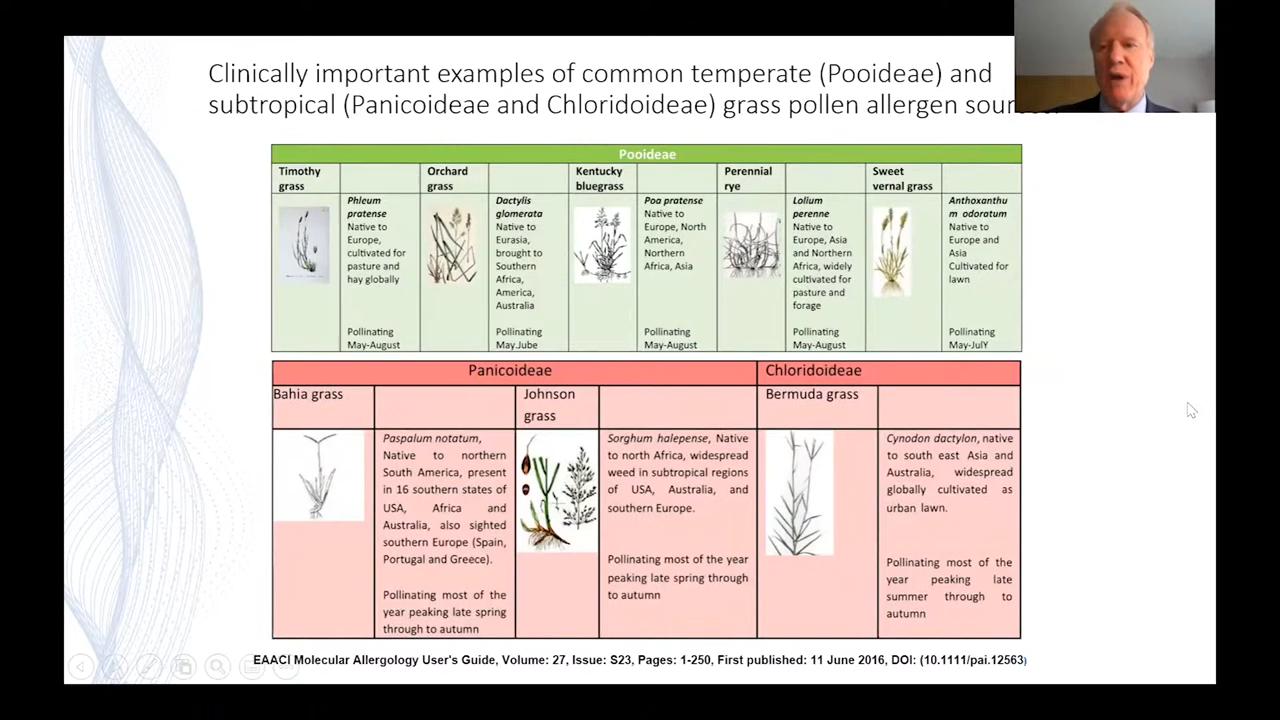 Clinically important examples of common temperate (Pooideae) and
subtropical (Panicoideae and Chloridoideae) grass pollen allergen
Pooideae
Timothy
grass
Orchard
grass
Kentucky
bluegrass
Perennial
rye
Sweet
vernal grass
Phleum
pratense
Native to
Europe,
cultivated for
pasture and
hay globally
Pollinating
May-August
Dactylis
glomerata
Native to
Eurasia,
brought to
Southern
Africa,
America,
Australia
Pollinating
May.Jube
Poa pratense
Native to
Europe, North
America,
Northern
Africa, Asia
Pollinating
May-August
Lolium
perenne
Native to
Europe, Asia
and Northern
Africa, widely
cultivated for
pasture and
forage
Pollinating
May-August
Anthoxanthu
m odoratum
Native to
Europe and
Asia
Cultivated for
lawn
Pollinating
May-JulY
Panicoideae
Chloridoideae
Bahia grass
Johnson
grass
Bermuda grass
Paspalum notatum,
Native to northern
South America, present
in 16 southern states of
USA, Africa and
Australia, also sighted
southern Europe (Spain,
Portugal and Greece).
Pollinating most of the
year peaking late spring
through to autumn
Sorghum halepense, Native
to north Africa, widespread
weed in subtropical regions
of USA, Australia, and
southern Europe.
Pollinating most of the year
peaking late spring through
to autumn
Cynodon dactylon, native
to south east Asia and
Australia, widespread
globally cultivated as
urban lawn.
Pollinating most of the
year peaking late
summer through to
autumn
EAACI Molecular Allergology User's Guide, Volume: 27, Issue: S23, Pages: 1-250, First published: 11 June 2016, DOI: (10.1111/pai.12563)